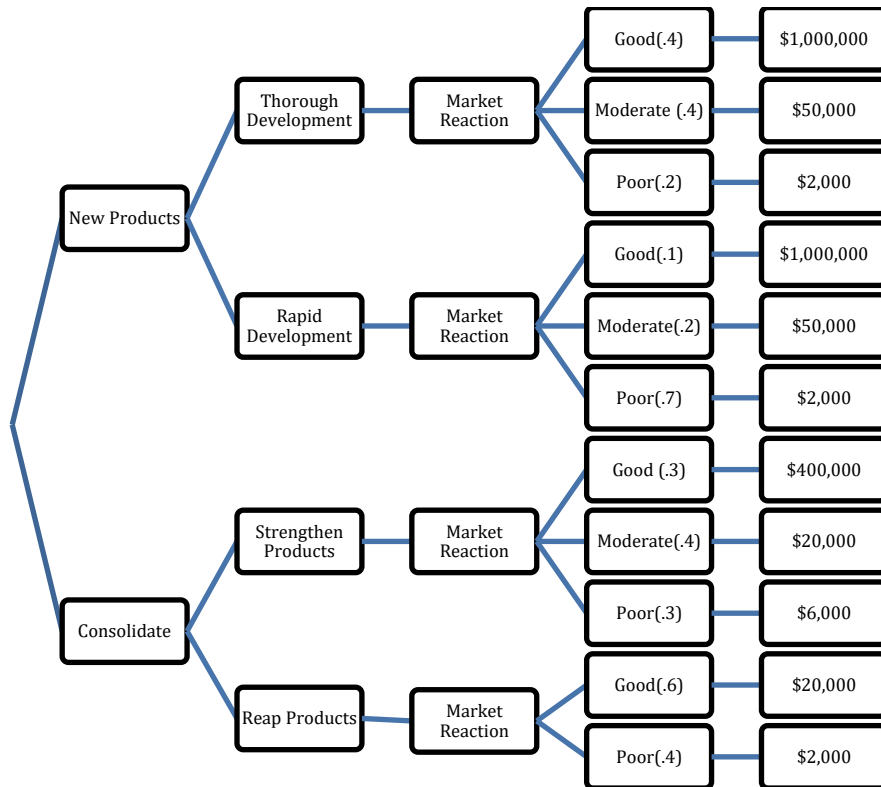 Good(.4)
$1,000,000
Thorough
Development
Market
Reaction
Moderate (.4)
$50,000
Poor(.2)
$2,000
New Products
Good(.1)
$1,000,000
Rapid
Development
Market
Reaction
Moderate(.2)
$50,000
Poor(.7)
$2,000
Good (.3)
$400,000
Strengthen
Products
Market
Reaction
Moderate(.4)
$20,000
Consolidate
Poor(.3)
$6,000
Good(.6)
$20,000
Reap Products
Market
Reaction
Poor(.4)
$2,000